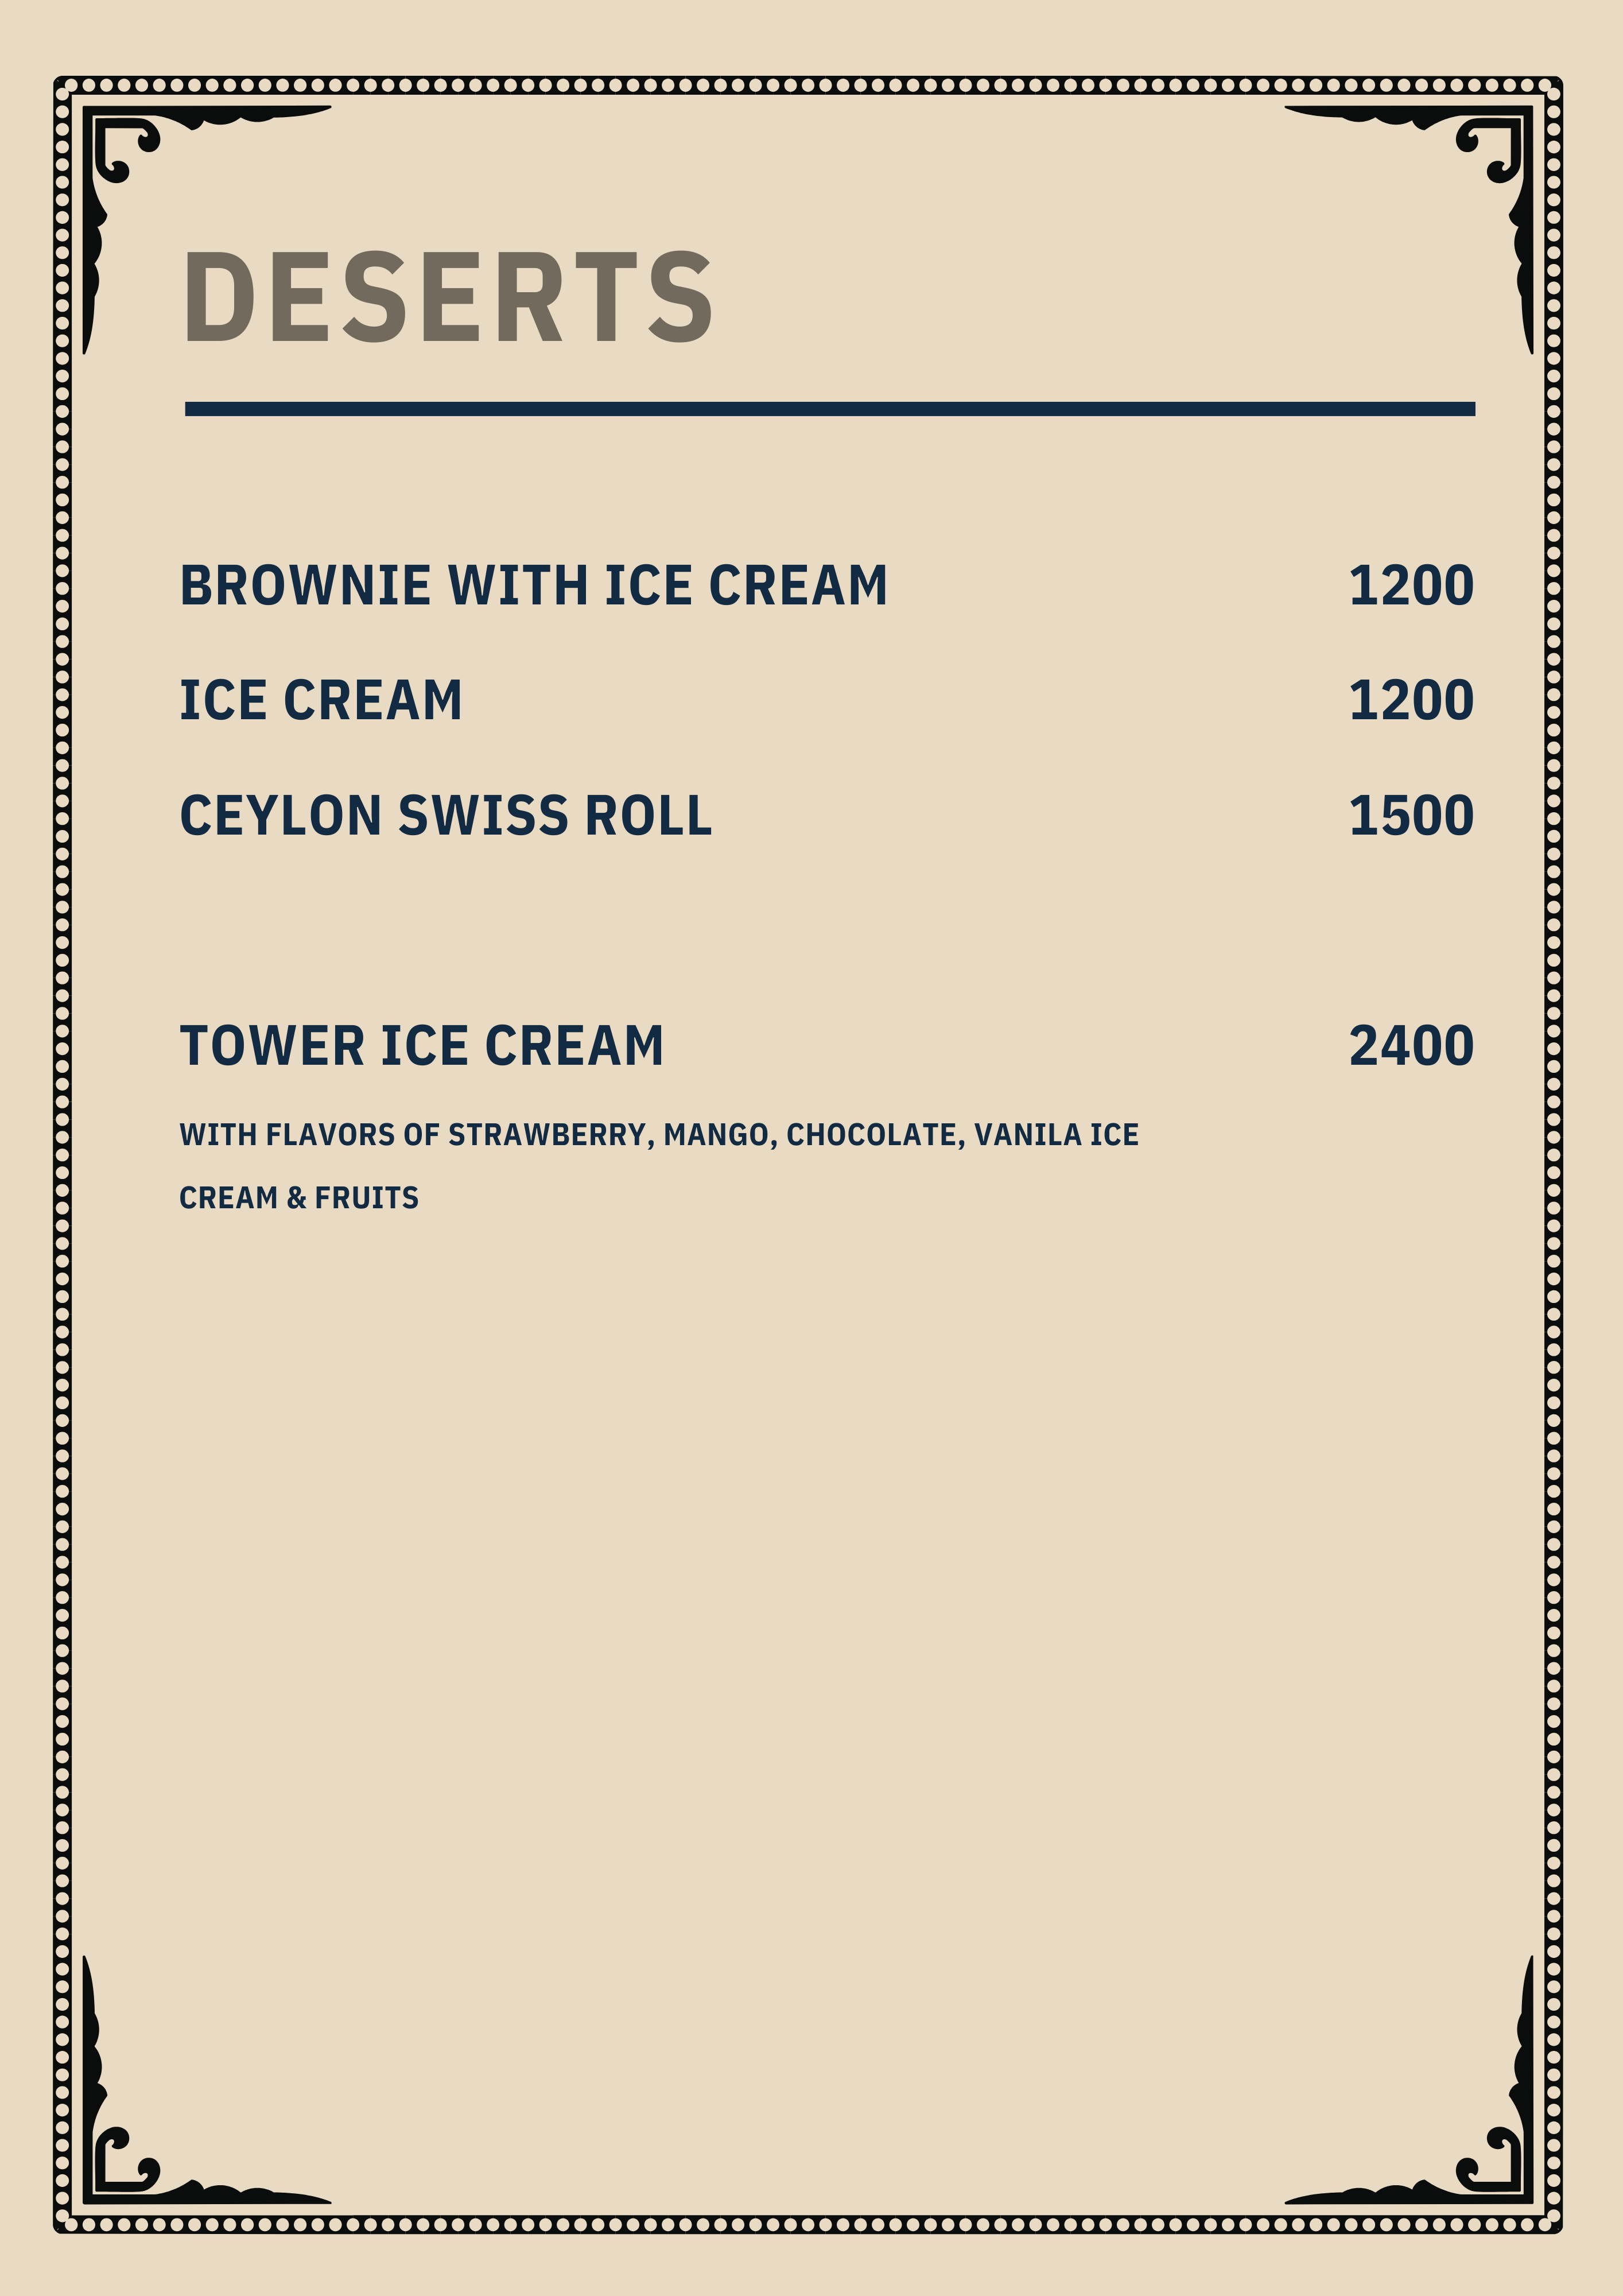 DESERTS
BROWNIE WITH ICE CREAM 1200
ICE CREAM 1200
CEYLON SWISS ROLL 1500
TOWER ICE CREAM 2400
WITH FLAVORS OF STRAWBERRY, MANGO, CHOCOLATE, VANILA ICE
CREAM & FRUITS